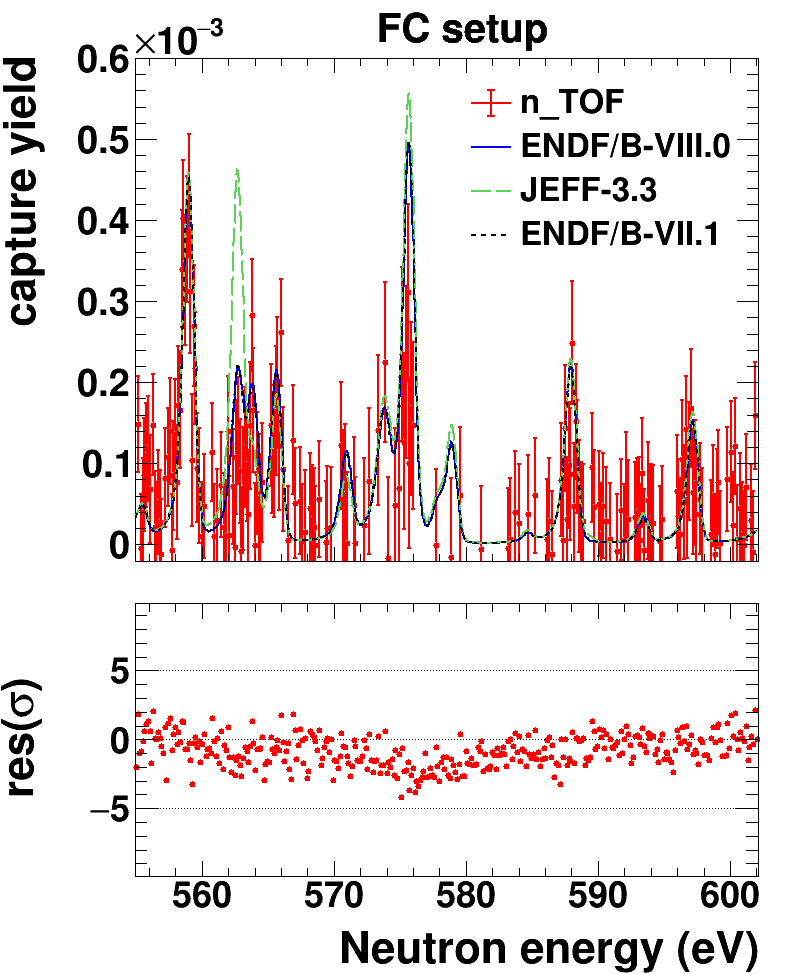 FC setup
×10⁻³
capture yield
0.6
0.5
0.4
0.3
0.2
0.1
0
n_TOF
ENDF/B-VIII.0
JEFF-3.3
ENDF/B-VII.1
res(σ)
5
0
−5
560 570 580 590 600
Neutron energy (eV)